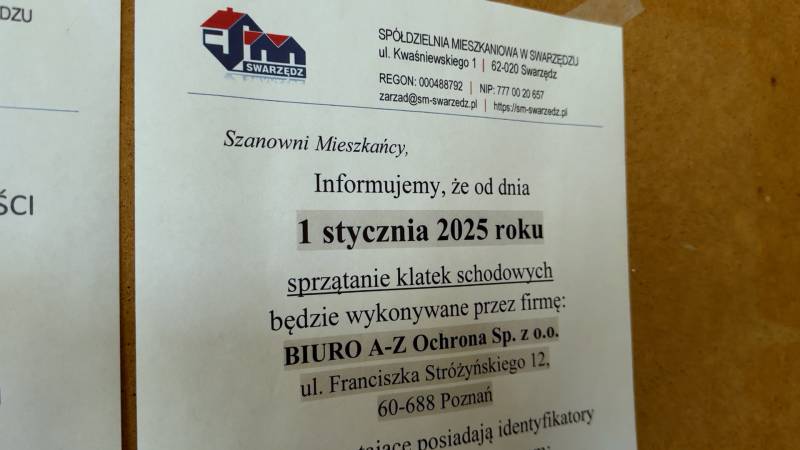 DZU
ŚCI
SM
SWARZĘDZ
SPÓŁDZIELNIA MIESZKANIOWA W SWARZĘDZU
ul. Kwaśniewskiego 1 | 62-020 Swarzędz
REGON: 000488792 | NIP: 777 00 20 657
zarzad@sm-swarzedz.pl | https://sm-swarzedz.pl
Szanowni Mieszkańcy,
Informujemy, że od dnia
1 stycznia 2025 roku
sprzątanie klatek schodowych
będzie wykonywane przez firmę:
BIURO A-Z Ochrona Sp. z o.o.
ul. Franciszka Stróżyńskiego 12,
60-688 Poznań
posiadają identyfikatory